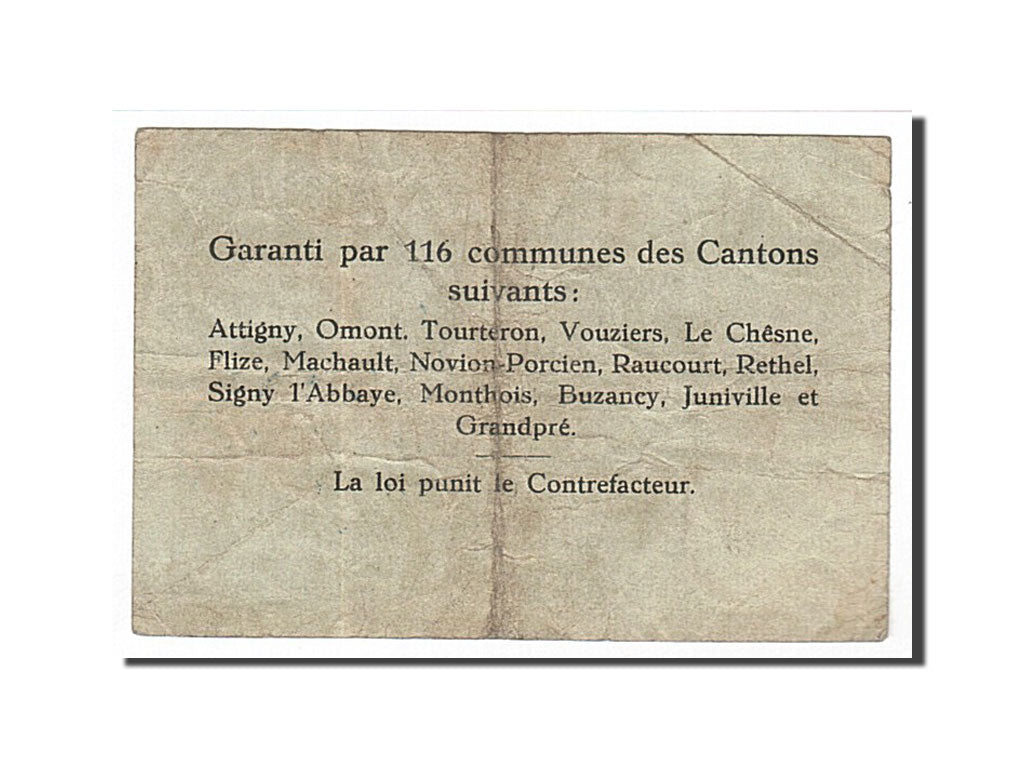 Garanti par 116 communes des Cantons
suivants:
Attigny, Omont. Tourteron, Vouziers, Le Chêsne,
Flize, Machault, Novion-Porcien, Raucourt, Rethel,
Signy l'Abbaye, Monthois, Buzancy, Juniville et
Grandpré.
La loi punit le Contrefacteur.